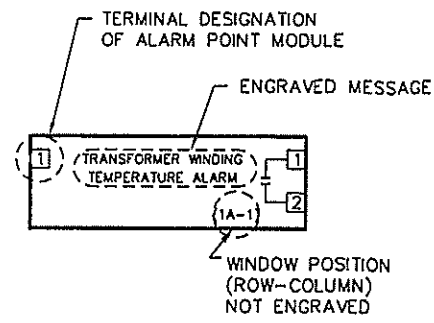 TERMINAL DESIGNATION
OF ALARM POINT MODULE
ENGRAVED MESSAGE
1
TRANSFORMER WINDING
TEMPERATURE ALARM
1
2
1A-1
WINDOW POSITION
(ROW-COLUMN)
NOT ENGRAVED